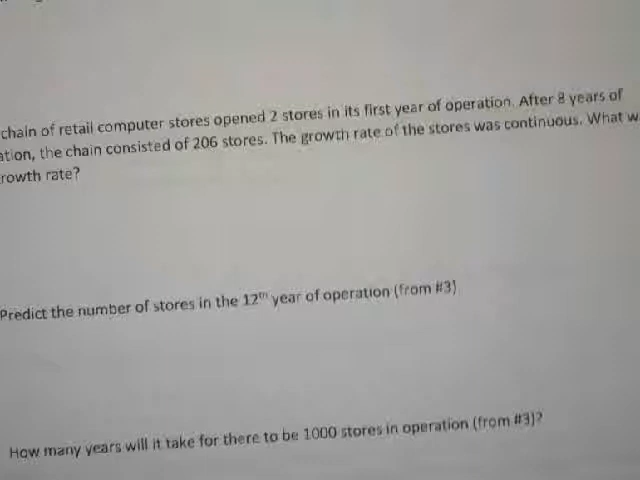 chain of retail computer stores opened 2 stores in its first year of operation. After 8 years of
ation, the chain consisted of 206 stores. The growth rate of the stores was continuous. What w
rowth rate?
Predict the number of stores in the 12th year of operation (from #3)
How many years will it take for there to be 1000 stores in operation (from #3)?